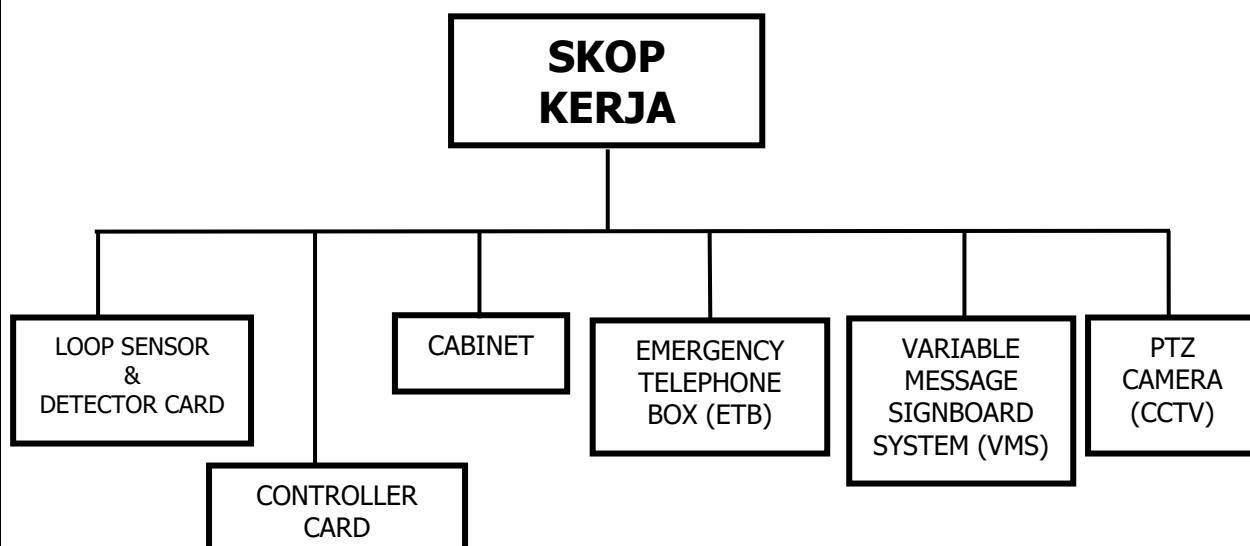 SKOP
KERJA
LOOP SENSOR
&
DETECTOR CARD
CONTROLLER
CARD
CABINET
EMERGENCY
TELEPHONE
BOX (ETB)
VARIABLE
MESSAGE
SIGNBOARD
SYSTEM (VMS)
PTZ
CAMERA
(CCTV)